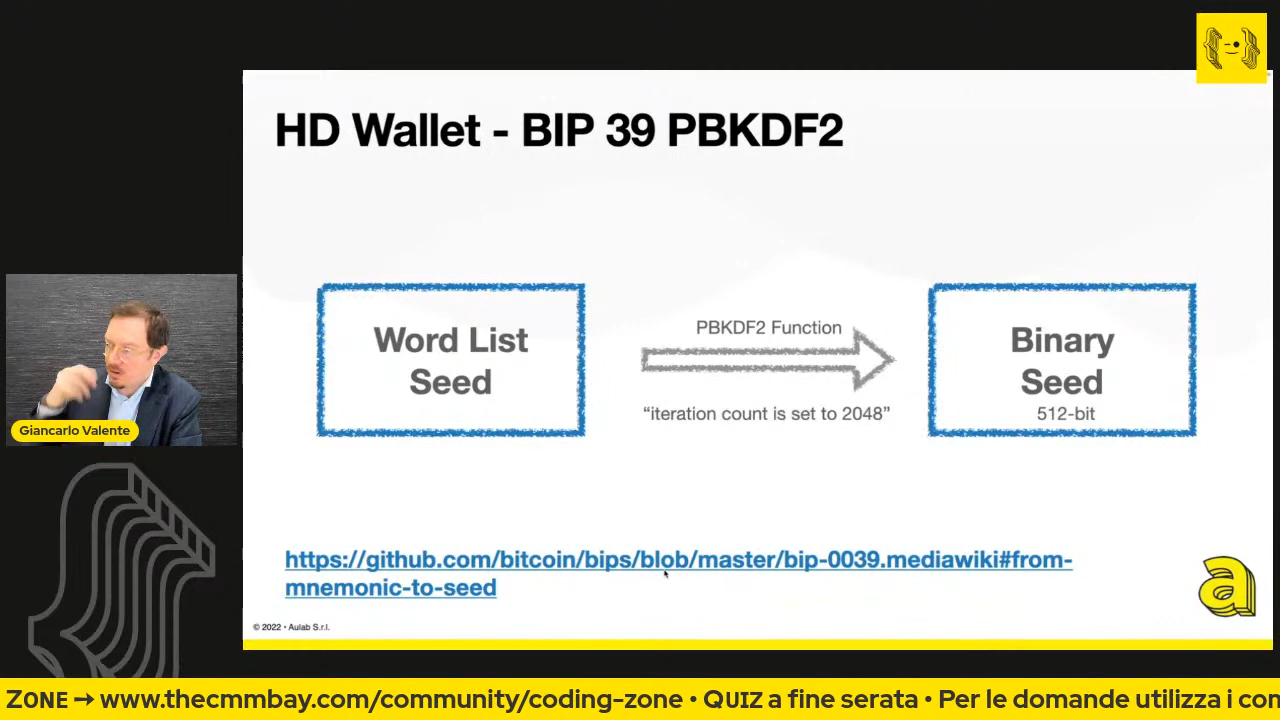 HD Wallet - BIP 39 PBKDF2
Word List
Seed
PBKDF2 Function
“iteration count is set to 2048”
Binary
Seed
512-bit
Giancarlo Valente
https://github.com/bitcoin/bips/blob/master/bip-0039.mediawiki#from-
mnemonic-to-seed
© 2022 • Aulab S.r.l.
ZONE → www.thecmmbay.com/community/coding-zone • QUIZ a fine serata • Per le domande utilizza i con